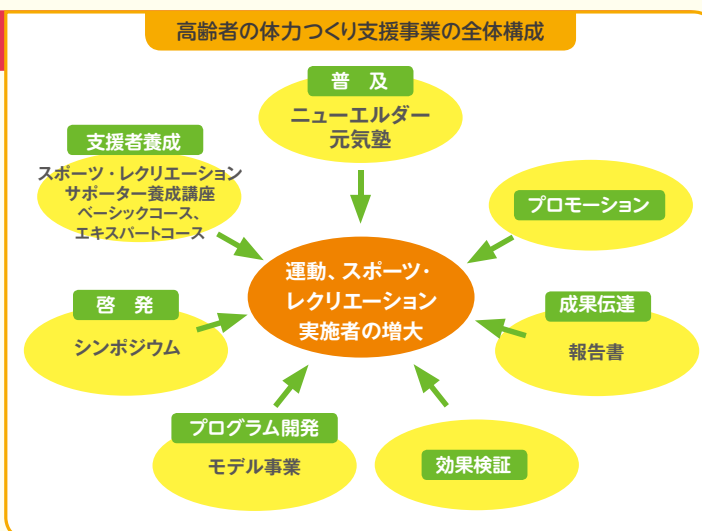 高齢者の体力つくり支援事業の全体構成
普 及
ニューエルダー
元気塾
支援者養成
スポーツ・レクリエーション
サポーター養成講座
ベーシックコース、
エキスパートコース
プロモーション
運動、スポーツ・
レクリエーション
実施者の増大
啓 発
シンポジウム
成果伝達
報告書
プログラム開発
モデル事業
効果検証